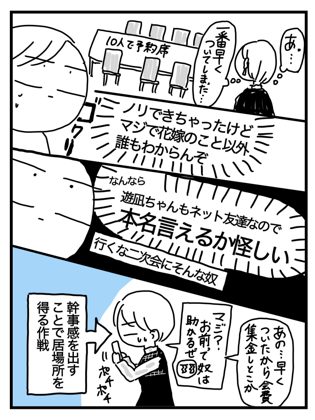 あ。…
一番早く
ついてしまった…
10人で予約席
ゴクッ
ノリできちゃったけど
マジで花嫁のこと以外
誰もわからんぞ
なんなら
遊凪ちゃんもネット友達なので
本名言えるか怪しい
行くな二次会にそんな奴
あの…早く
ついたから会費
集金しとこか
マジ?
お前で奴は
助かるぜ
ポチ
ポチ
幹事感を出す
ことで居場所を
得る作戦